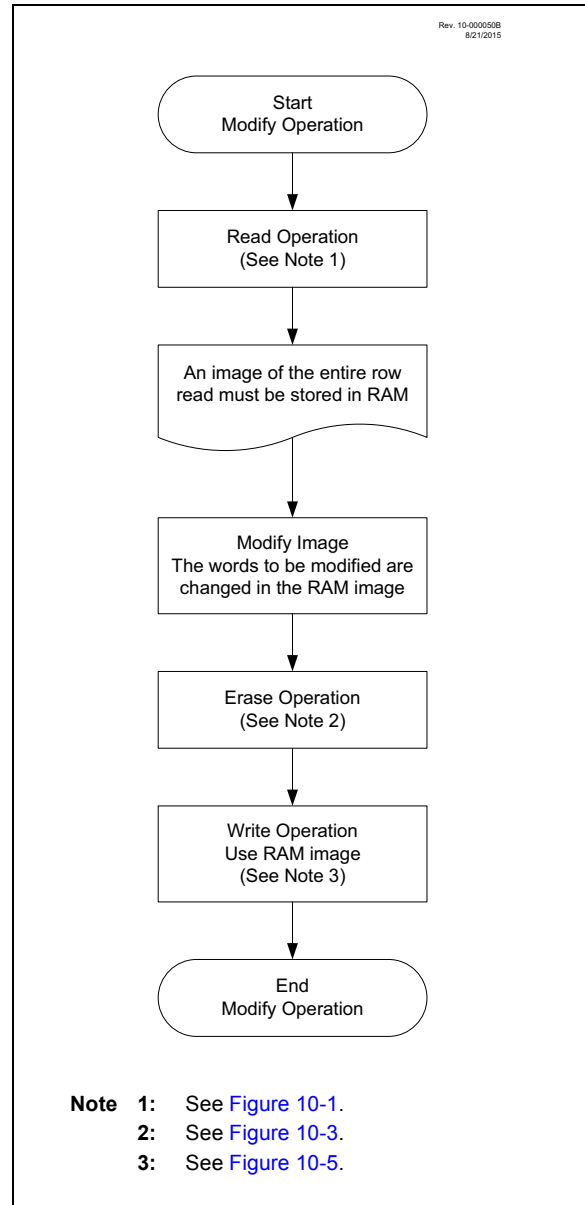 Rev. 10-000050B
8/21/2015
Start
Modify Operation
Read Operation
(See Note 1)
An image of the entire row
read must be stored in RAM
Modify Image
The words to be modified are
changed in the RAM image
Erase Operation
(See Note 2)
Write Operation
Use RAM image
(See Note 3)
End
Modify Operation
Note 1: See Figure 10-1.
2: See Figure 10-3.
3: See Figure 10-5.